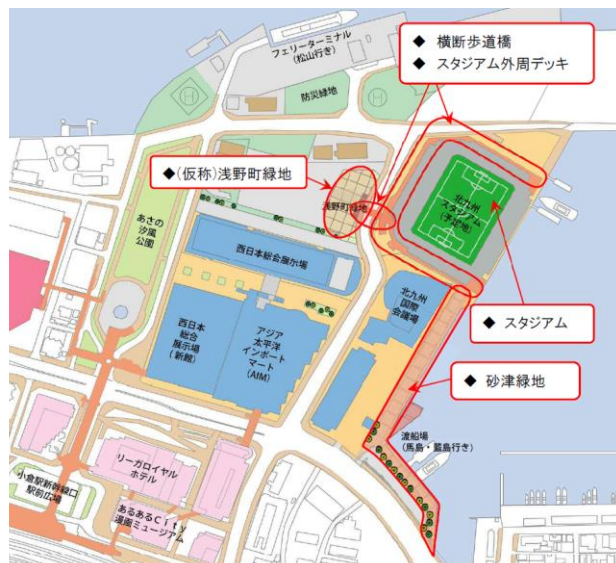 フェリーターミナル
(松山行き)
防災緑地
◆ 横断歩道橋
◆ スタジアム外周デッキ
◆(仮称)浅野町緑地
浅野町緑地
北九州
スタジアム
(予定地)
あさの
汐風
公園
西日本総合展示場
北九州
国際
会議場
◆ スタジアム
西日本
総合
展示場
(新館)
アジア
太平洋
インポート
マート
(AIM)
◆ 砂津緑地
渡船場
(馬島・藍島行き)
リーガロイヤル
ホテル
小倉駅新幹線口
駅前広場
あるあるCity
漫画ミュージアム